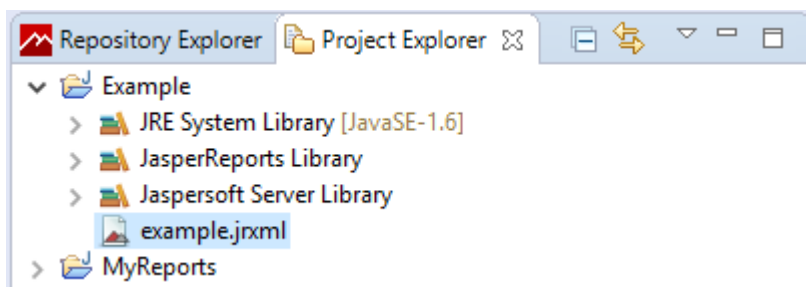 Repository Explorer Project Explorer
Example
JRE System Library [JavaSE-1.6]
JasperReports Library
Jaspersoft Server Library
example.jrxml
MyReports